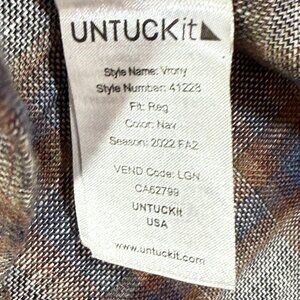 UNTUCKit
Style Name: Vrony
Style Number: 41223
Fit: Reg
Color: Nav
Season: 2022 FA2
VEND Code: LGN
CA62799
UNTUCKit
USA
www.untuckit.com